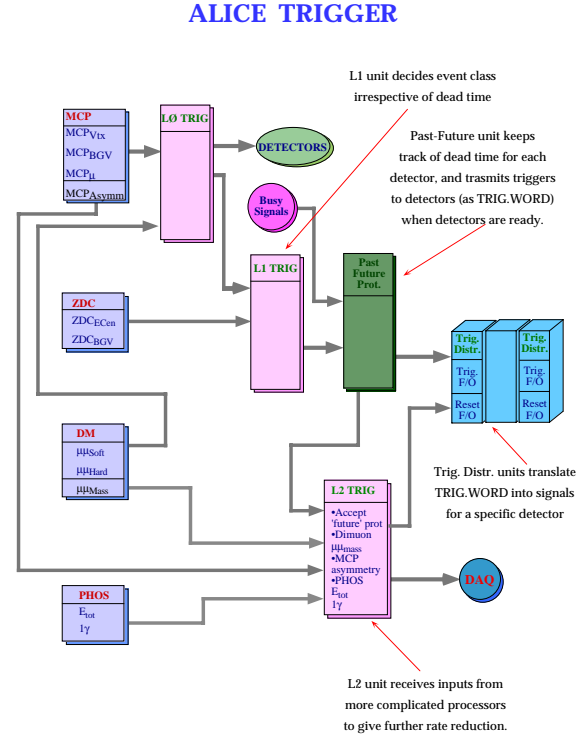 ALICE TRIGGER
L1 unit decides event class
irrespective of dead time
Past-Future unit keeps
track of dead time for each
detector, and trasmits triggers
to detectors (as TRIG.WORD)
when detectors are ready.
MCP
MCPVtx
MCPBGV
MCPμ
MCPAsymm
LØ TRIG
DETECTORS
Busy
Signals
L1 TRIG
Past
Future
Prot.
ZDC
ZDCECen
ZDCBGV
Trig.
Distr.
Trig.
F/O
Reset
F/O
Trig.
Distr.
Trig.
F/O
Reset
F/O
DM
μμSoft
μμHard
μμMass
L2 TRIG
•Accept
'future' prot
•Dimuon
μμmass
•MCP
asymmetry
•PHOS
Etot
1γ
Trig. Distr. units translate
TRIG.WORD into signals
for a specific detector
DAQ
PHOS
Etot
1γ
L2 unit receives inputs from
more complicated processors
to give further rate reduction.